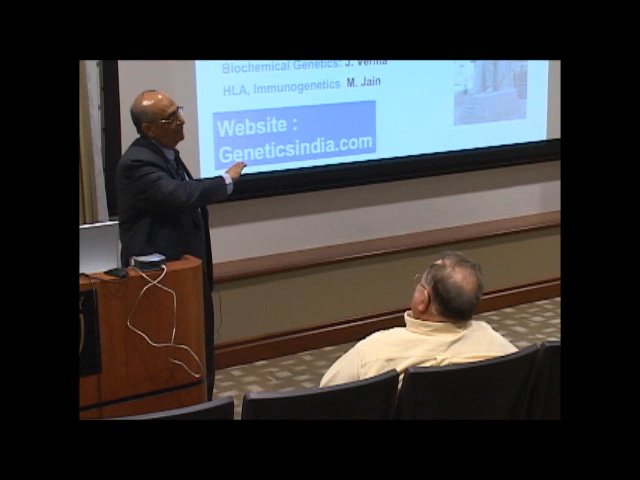 Biochemical Genetics: J. Verma
HLA, Immunogenetics M. Jain
Website :
Geneticsindia.com